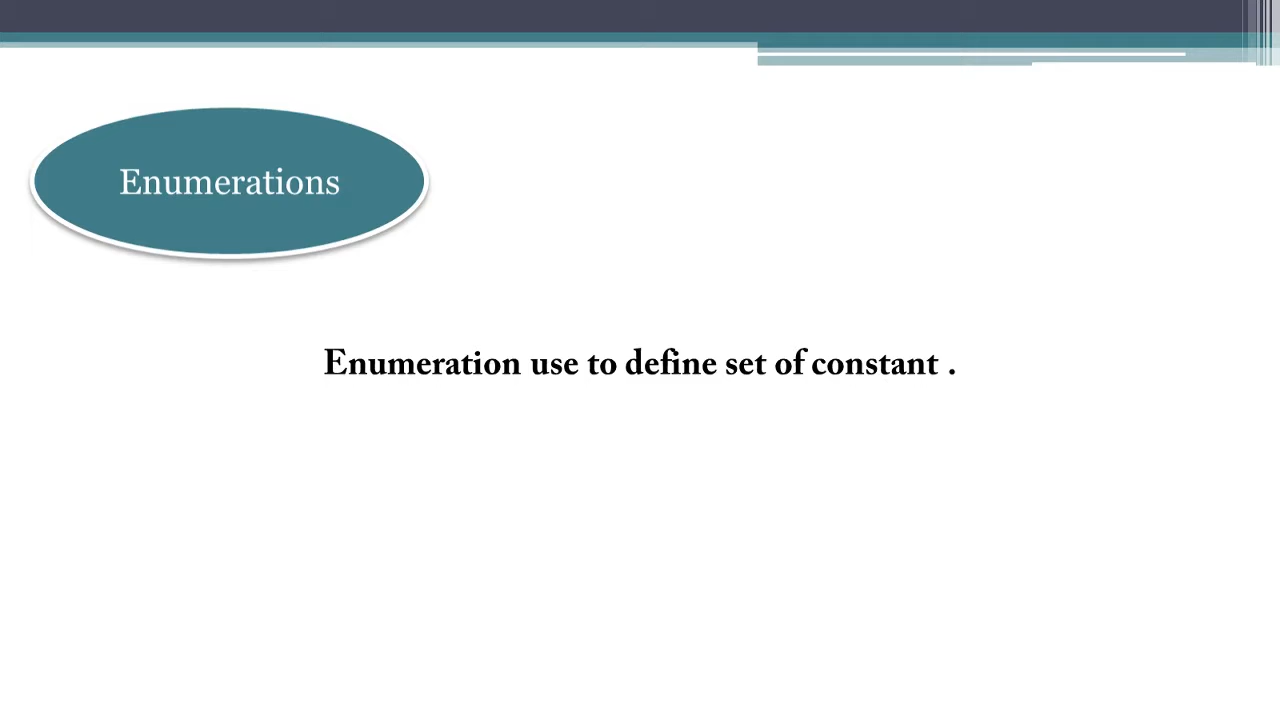 Enumerations
Enumeration use to define set of constant .